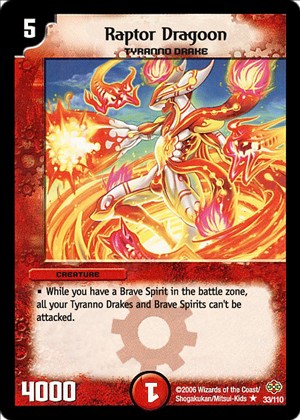 5
Raptor Dragoon
TYRANNO DRAKE
CREATURE
▪ While you have a Brave Spirit in the battle zone,
all your Tyranno Drakes and Brave Spirits can't be
attacked.
4000
1
©2006 Wizards of the Coast/
Shogakukan/Mitsui-Kids ★ 33/110